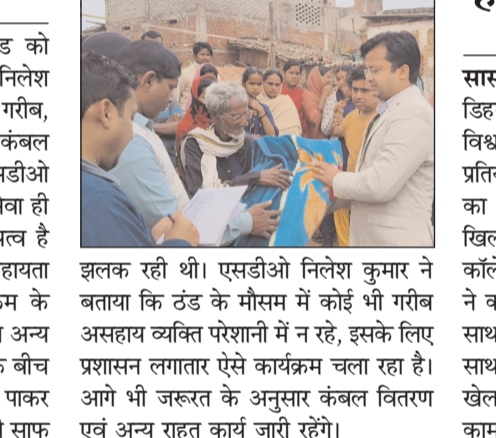 ड को
निलेश
गरीब,
कंबल
सडीओ
सेवा ही
यत्व है
हायता
म के
अन्य
के बीच
पाकर
साफ
झलक रही थी। एसडीओ निलेश कुमार ने
बताया कि ठंड के मौसम में कोई भी गरीब
असहाय व्यक्ति परेशानी में न रहे, इसके लिए
प्रशासन लगातार ऐसे कार्यक्रम चला रहा है।
आगे भी जरूरत के अनुसार कंबल वितरण
एवं अन्य राहत कार्य जारी रहेंगे।
सास
डिह
विश्व
प्रति
का
खिल
कॉले
ने व
साथ
साथ
खेल
काम